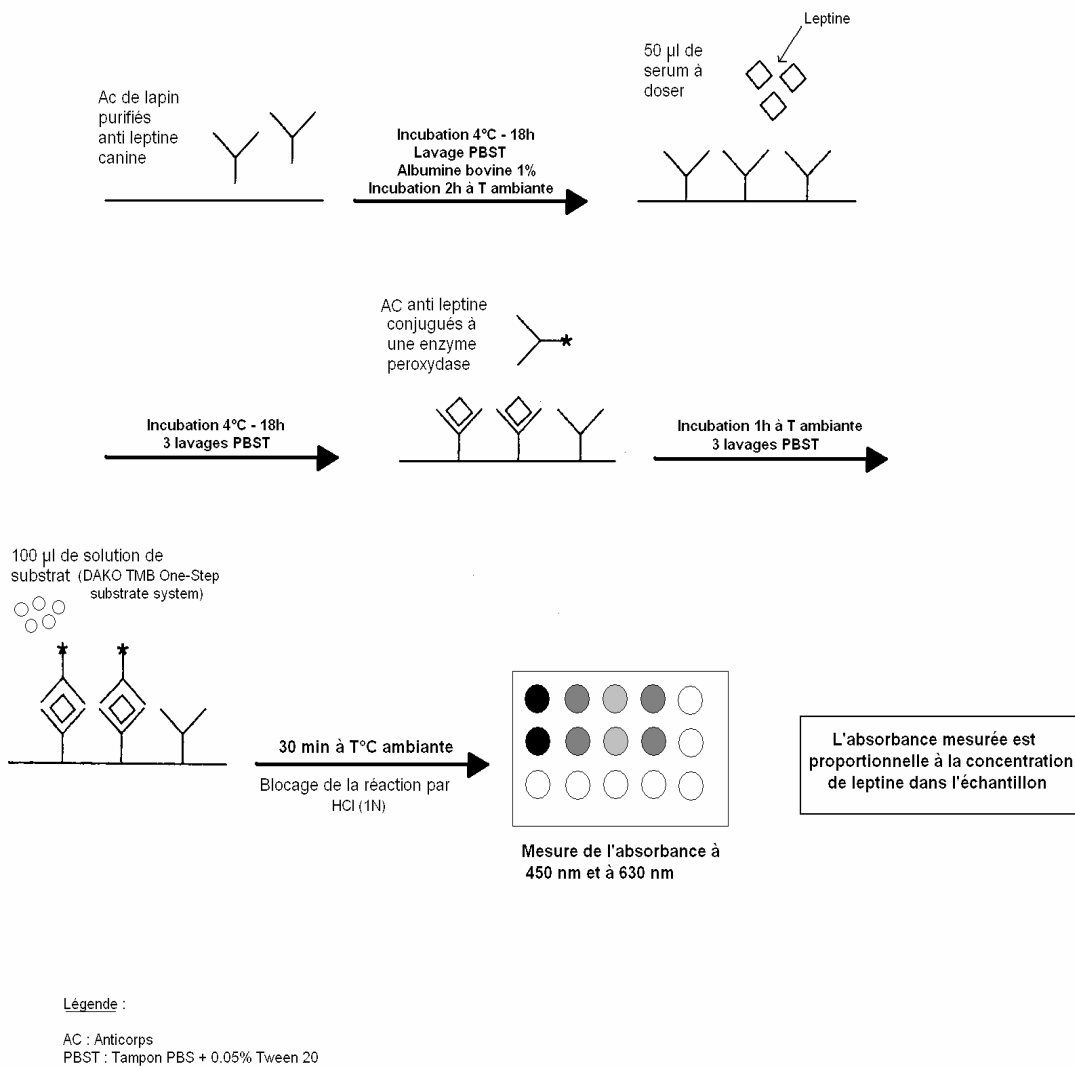 Leptine
50 µl de
serum à
doser
Ac de lapin
purifiés
anti leptine
canine
Incubation 4°C - 18h
Lavage PBST
Albumine bovine 1%
Incubation 2h à T ambiante
AC anti leptine
conjugués à
une enzyme
peroxydase
Incubation 4°C - 18h
3 lavages PBST
Incubation 1h à T ambiante
3 lavages PBST
100 µl de solution de
substrat (DAKO TMB One-Step
substrate system)
30 min à T°C ambiante
Blocage de la réaction par
HCl (1N)
L'absorbance mesurée est
proportionnelle à la concentration
de leptine dans l'échantillon
Mesure de l'absorbance à
450 nm et à 630 nm
Légende :
AC : Anticorps
PBST : Tampon PBS + 0.05% Tween 20